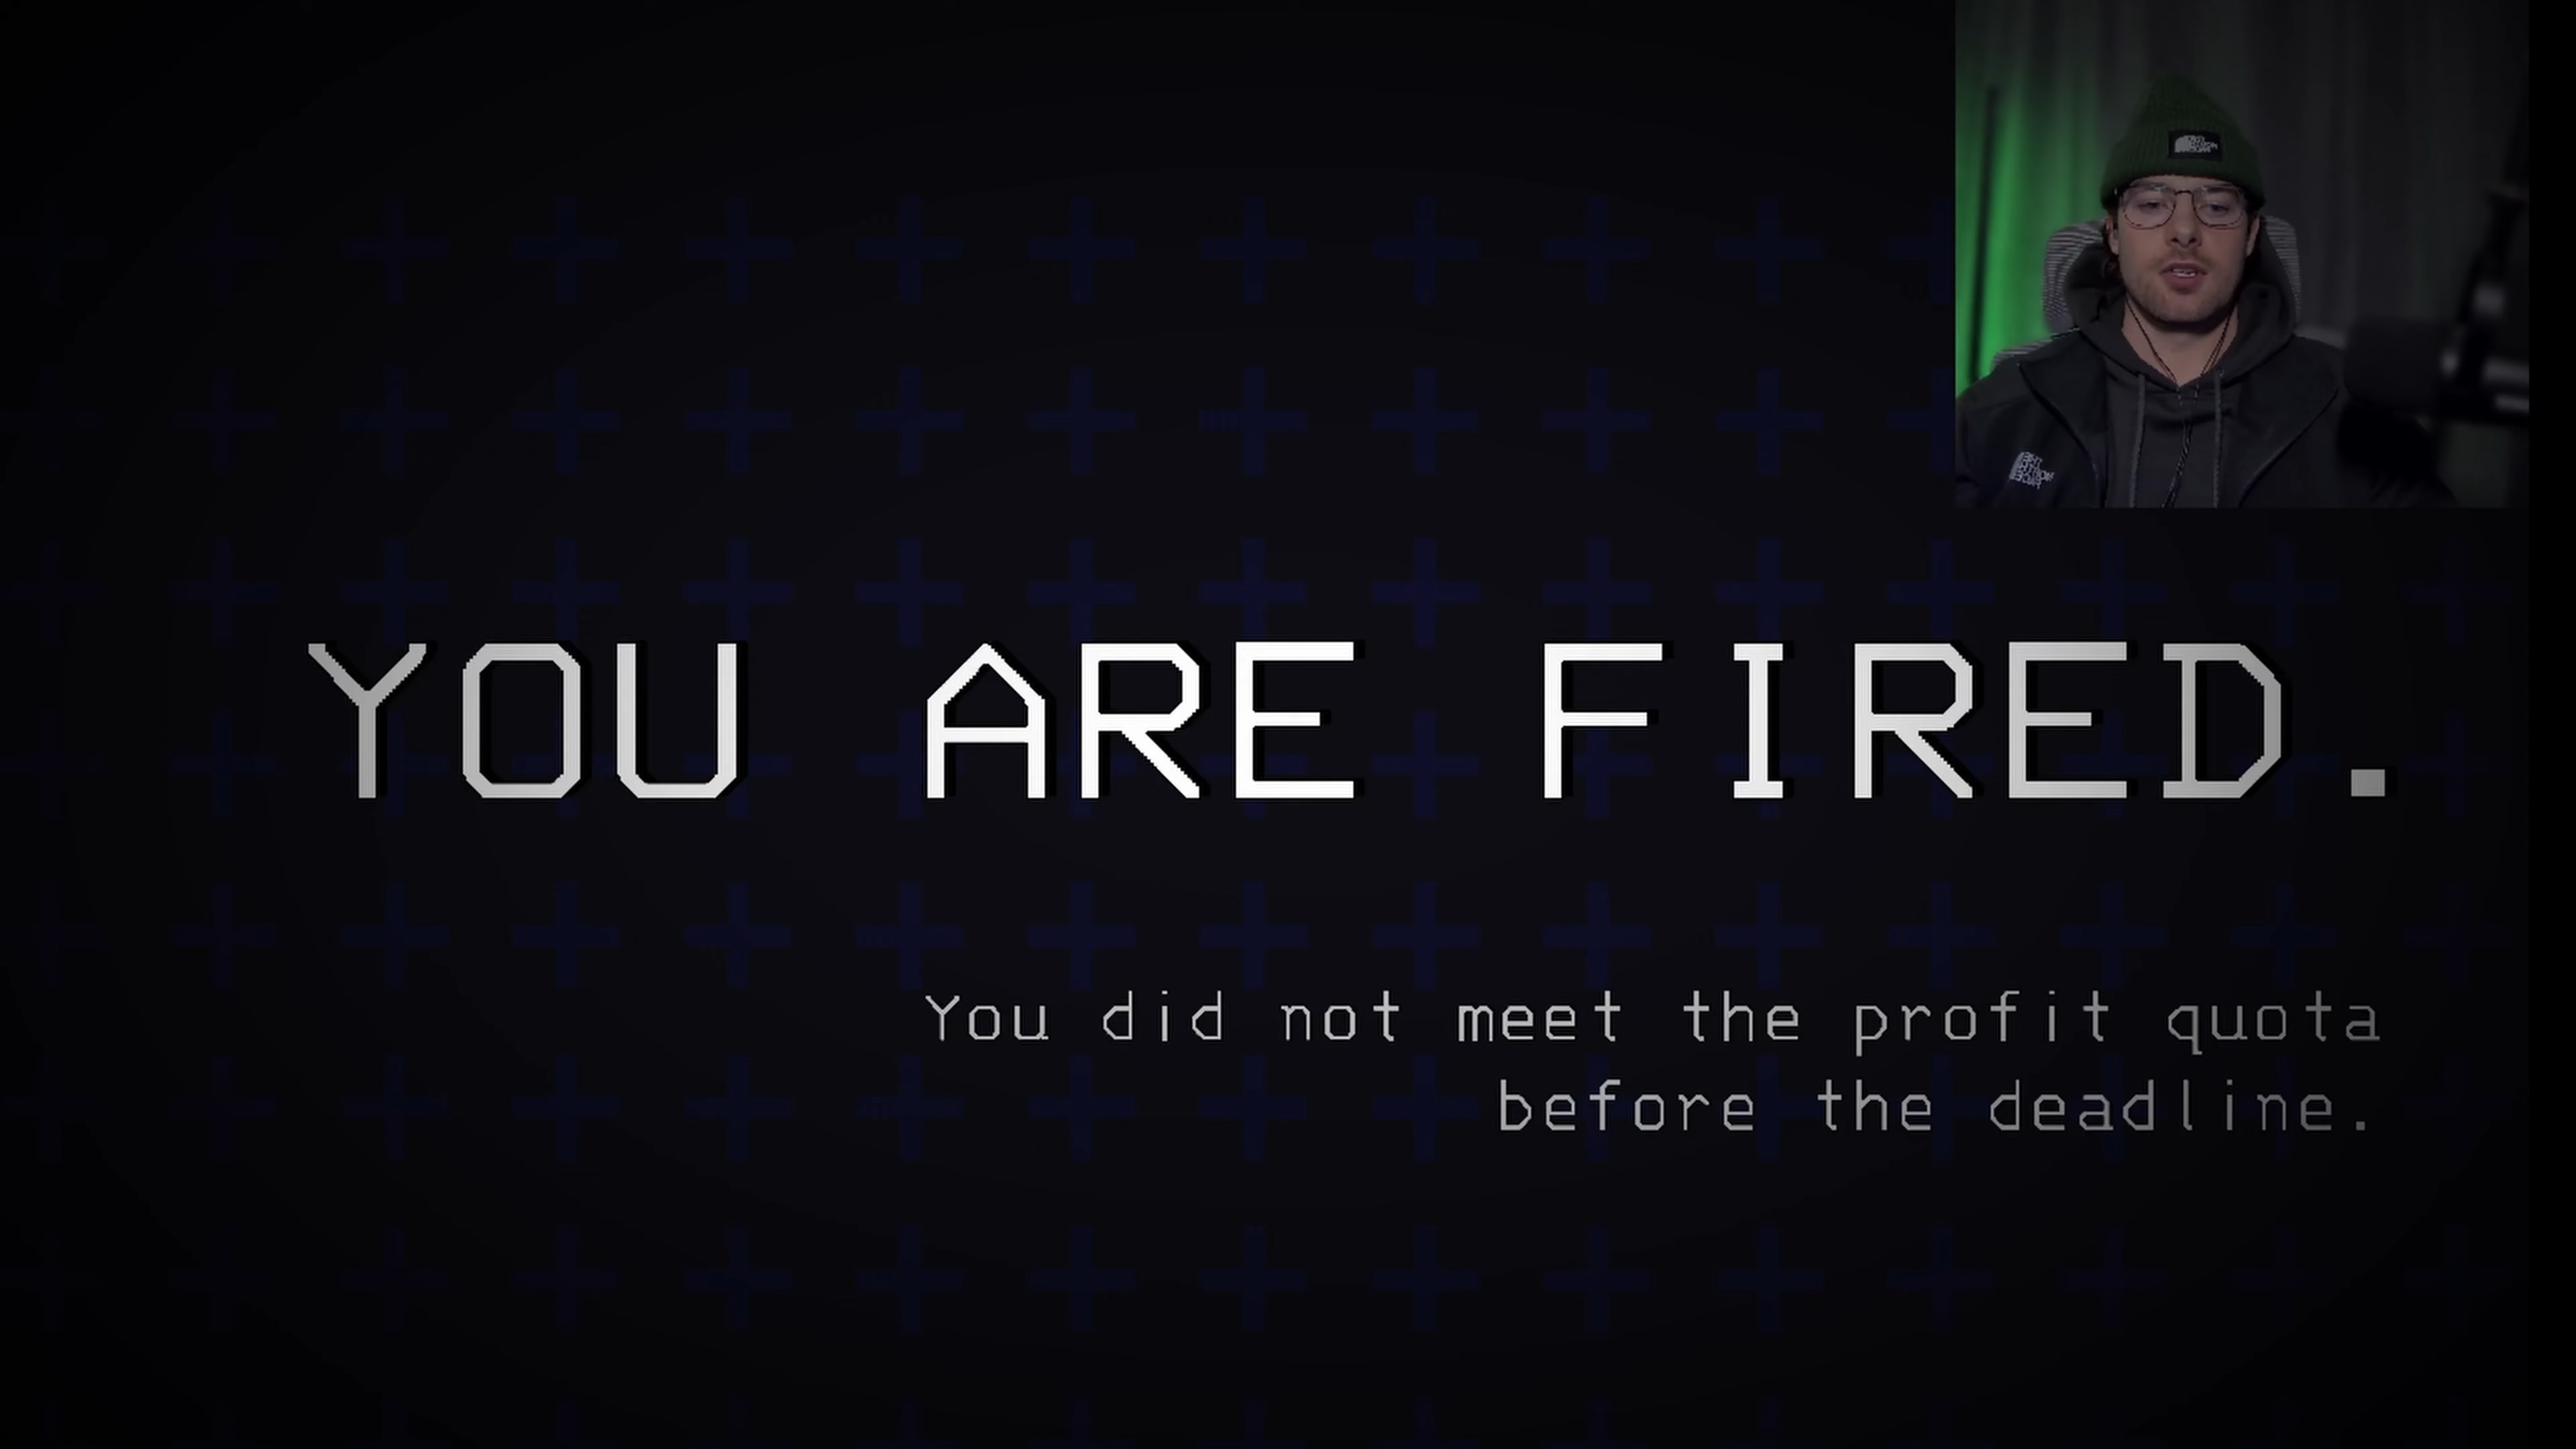 YOU ARE FIRED.
You did not meet the profit quota
before the deadline.